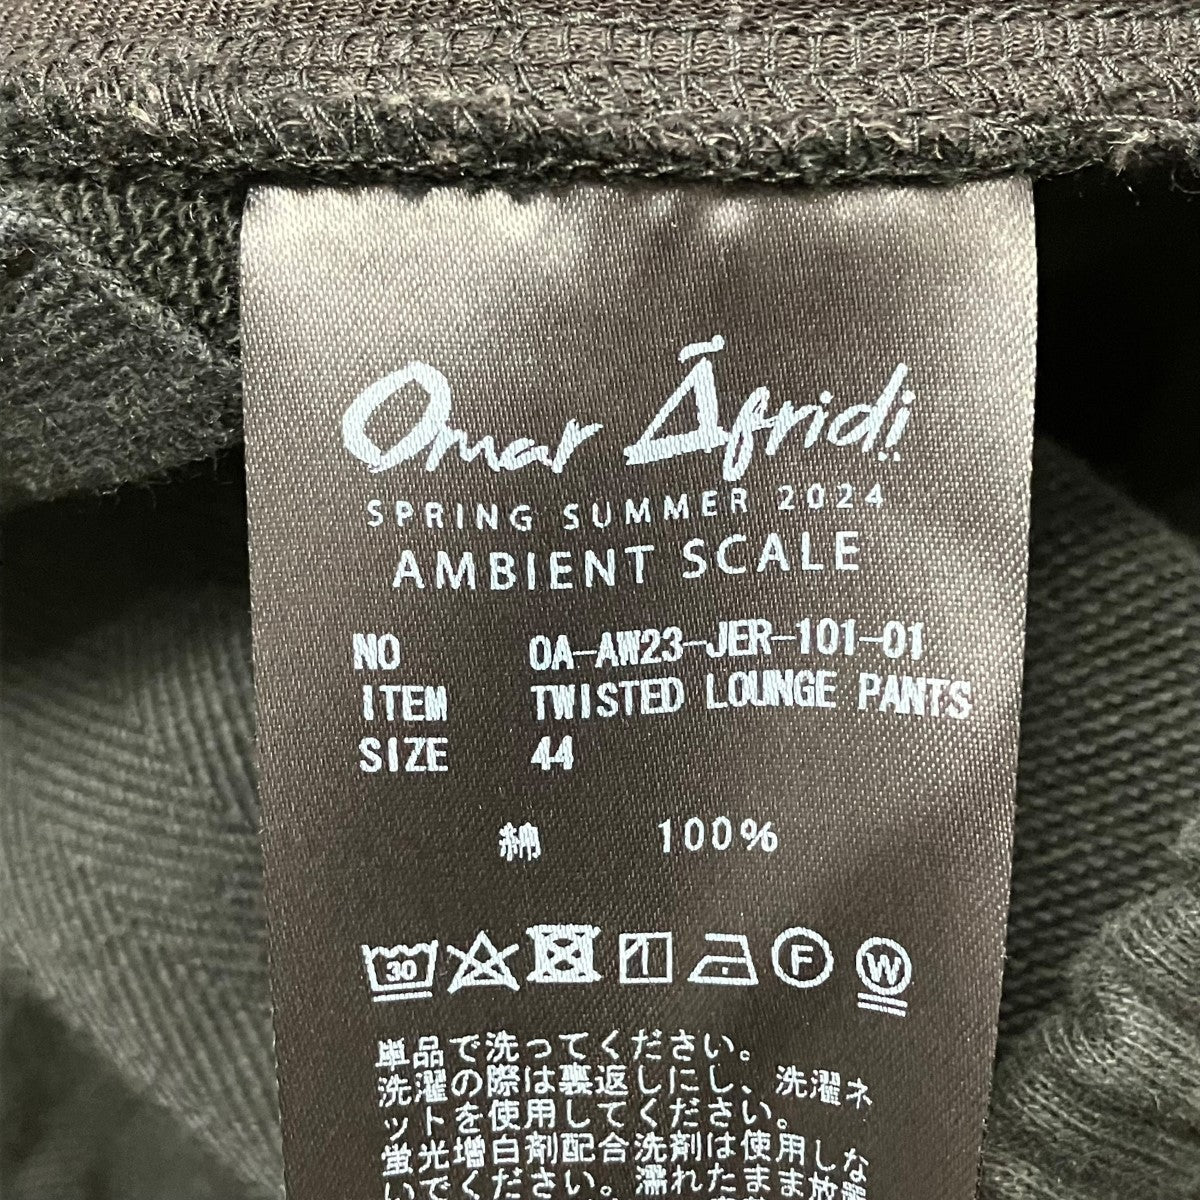 Omar Āfridi
SPRING SUMMER 2024
AMBIENT SCALE
NO OA-AW23-JER-101-01
ITEM TWISTED LOUNGE PANTS
SIZE 44
綿 100%
30 F W
単品で洗ってください。
洗濯の際は裏返しにし、洗濯ネ
ットを使用してください。
蛍光増白剤配合洗剤は使用しな
いでください。濡れたまま放置